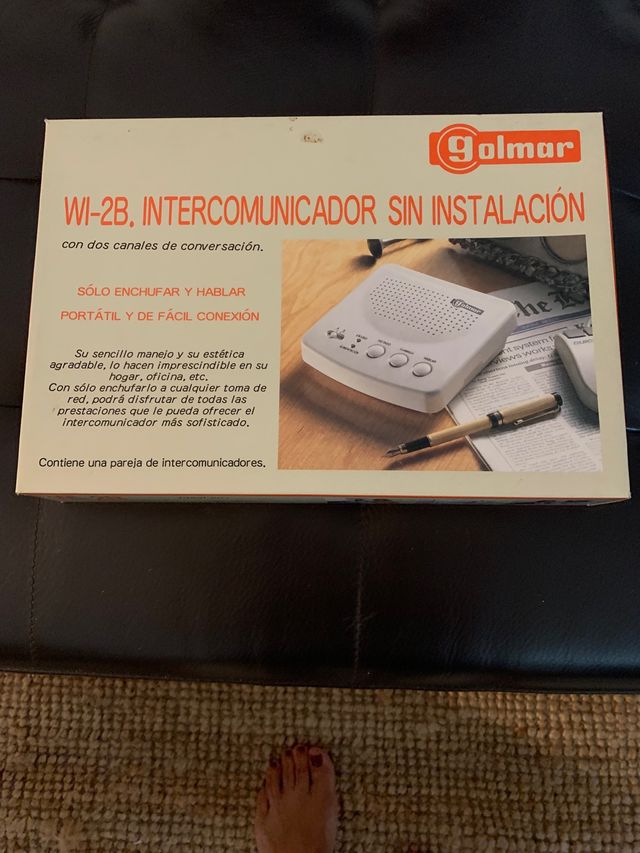 golmar
WI-2B. INTERCOMUNICADOR SIN INSTALACIÓN
con dos canales de conversación.
SÓLO ENCHUFAR Y HABLAR
PORTÁTIL Y DE FÁCIL CONEXIÓN
Su sencillo manejo y su estética
agradable, lo hacen imprescindible en su
hogar, oficina, etc.
Con sólo enchufarlo a cualquier toma de
red, podrá disfrutar de todas las
prestaciones que le pueda ofrecer el
intercomunicador más sofisticado.
Contiene una pareja de intercomunicadores.
golmar